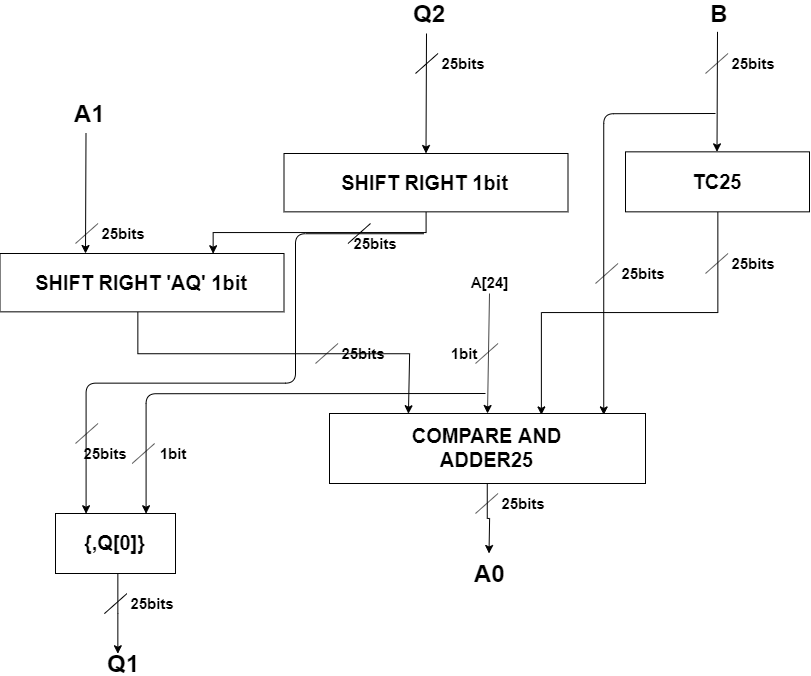 Q2
B
25bits
25bits
A1
SHIFT RIGHT 1bit
TC25
25bits
25bits
SHIFT RIGHT 'AQ' 1bit
A[24]
25bits
25bits
25bits
1bit
COMPARE AND
ADDER25
25bits
1bit
25bits
{,Q[0]}
A0
25bits
Q1